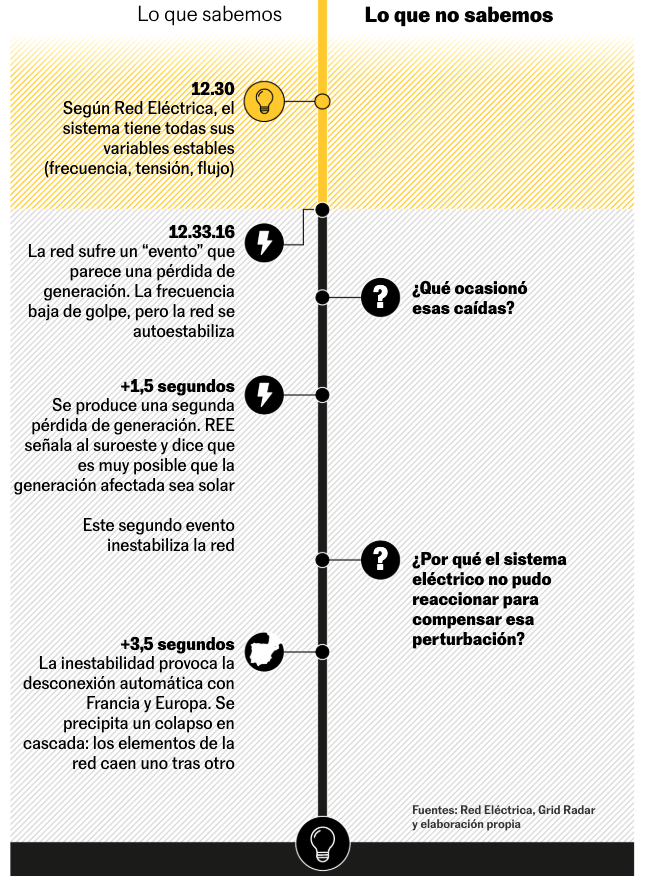 Lo que sabemos
Lo que no sabemos
12.30
Según Red Eléctrica, el
sistema tiene todas sus
variables estables
(frecuencia, tensión, flujo)
12.33.16
La red sufre un “evento” que
parece una pérdida de
generación. La frecuencia
baja de golpe, pero la red se
autoestabiliza
?
¿Qué ocasionó
esas caídas?
+1,5 segundos
Se produce una segunda
pérdida de generación. REE
señala al suroeste y dice que
es muy posible que la
generación afectada sea solar
Este segundo evento
inestabiliza la red
?
¿Por qué el sistema
eléctrico no pudo
reaccionar para
compensar esa
perturbación?
+3,5 segundos
La inestabilidad provoca la
desconexión automática con
Francia y Europa. Se
precipita un colapso en
cascada: los elementos de la
red caen uno tras otro
Fuentes: Red Eléctrica, Grid Radar
y elaboración propia